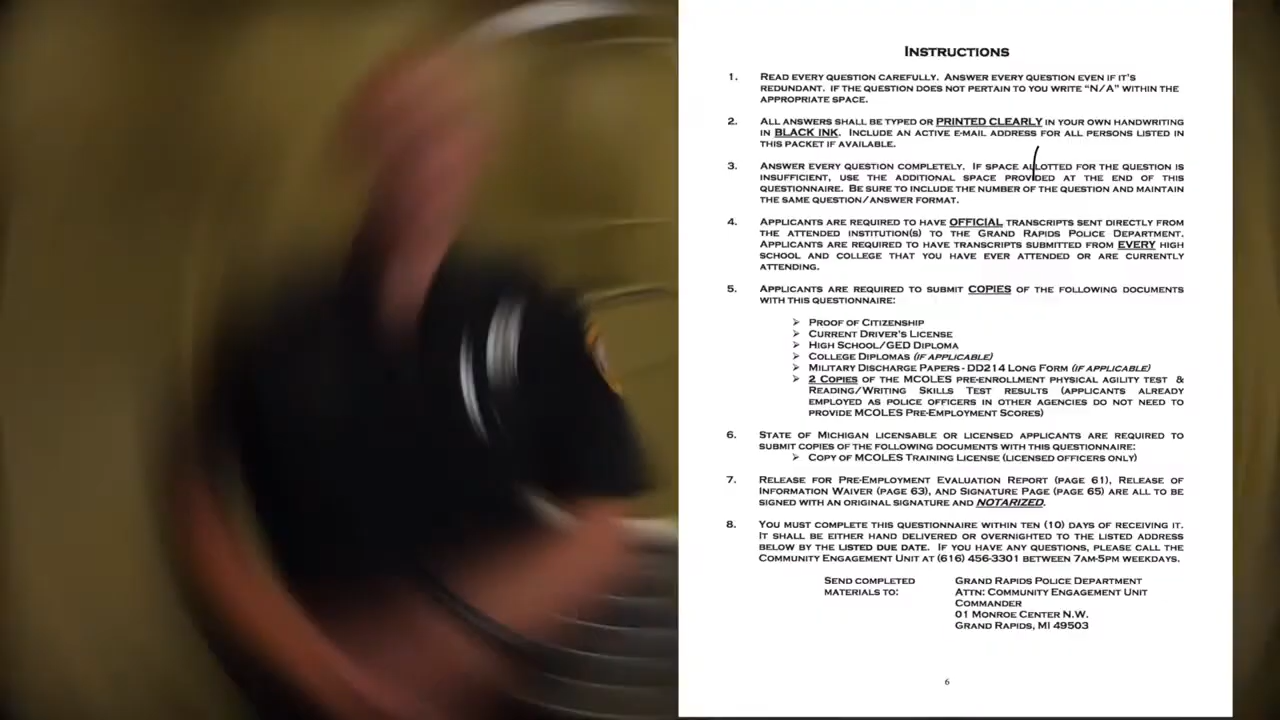 INSTRUCTIONS
1. READ EVERY QUESTION CAREFULLY. ANSWER EVERY QUESTION EVEN IF IT'S
REDUNDANT. IF THE QUESTION DOES NOT PERTAIN TO YOU WRITE "N/A" WITHIN THE
APPROPRIATE SPACE.
2. ALL ANSWERS SHALL BE TYPED OR PRINTED CLEARLY IN YOUR OWN HANDWRITING
IN BLACK INK. INCLUDE AN ACTIVE E-MAIL ADDRESS FOR ALL PERSONS LISTED IN
THIS PACKET IF AVAILABLE.
3. ANSWER EVERY QUESTION COMPLETELY. IF SPACE ALLOTTED FOR THE QUESTION IS
INSUFFICIENT, USE THE ADDITIONAL SPACE PROVIDED AT THE END OF THIS
QUESTIONNAIRE. BE SURE TO INCLUDE THE NUMBER OF THE QUESTION AND MAINTAIN
THE SAME QUESTION/ANSWER FORMAT.
4. APPLICANTS ARE REQUIRED TO HAVE OFFICIAL TRANSCRIPTS SENT DIRECTLY FROM
THE ATTENDED INSTITUTION(S) TO THE GRAND RAPIDS POLICE DEPARTMENT.
APPLICANTS ARE REQUIRED TO HAVE TRANSCRIPTS SUBMITTED FROM EVERY HIGH
SCHOOL AND COLLEGE THAT YOU HAVE EVER ATTENDED OR ARE CURRENTLY
ATTENDING.
5. APPLICANTS ARE REQUIRED TO SUBMIT COPIES OF THE FOLLOWING DOCUMENTS
WITH THIS QUESTIONNAIRE:
➢ PROOF OF CITIZENSHIP
➢ CURRENT DRIVER'S LICENSE
➢ HIGH SCHOOL/GED DIPLOMA
➢ COLLEGE DIPLOMAS (IF APPLICABLE)
➢ MILITARY DISCHARGE PAPERS - DD214 LONG FORM (IF APPLICABLE)
➢ 2 COPIES OF THE MCOLES PRE-ENROLLMENT PHYSICAL AGILITY TEST &
READING/WRITING SKILLS TEST RESULTS (APPLICANTS ALREADY
EMPLOYED AS POLICE OFFICERS IN OTHER AGENCIES DO NOT NEED TO
PROVIDE MCOLES PRE-EMPLOYMENT SCORES)
6. STATE OF MICHIGAN LICENSABLE OR LICENSED APPLICANTS ARE REQUIRED TO
SUBMIT COPIES OF THE FOLLOWING DOCUMENTS WITH THIS QUESTIONNAIRE:
➢ COPY OF MCOLES TRAINING LICENSE (LICENSED OFFICERS ONLY)
7. RELEASE FOR PRE-EMPLOYMENT EVALUATION REPORT (PAGE 61), RELEASE OF
INFORMATION WAIVER (PAGE 63), AND SIGNATURE PAGE (PAGE 65) ARE ALL TO BE
SIGNED WITH AN ORIGINAL SIGNATURE AND NOTARIZED.
8. YOU MUST COMPLETE THIS QUESTIONNAIRE WITHIN TEN (10) DAYS OF RECEIVING IT.
IT SHALL BE EITHER HAND DELIVERED OR OVERNIGHTED TO THE LISTED ADDRESS
BELOW BY THE LISTED DUE DATE. IF YOU HAVE ANY QUESTIONS, PLEASE CALL THE
COMMUNITY ENGAGEMENT UNIT AT (616) 456-3301 BETWEEN 7AM-5PM WEEKDAYS.
SEND COMPLETED
MATERIALS TO:
GRAND RAPIDS POLICE DEPARTMENT
ATTN: COMMUNITY ENGAGEMENT UNIT
COMMANDER
01 MONROE CENTER N.W.
GRAND RAPIDS, MI 49503
6